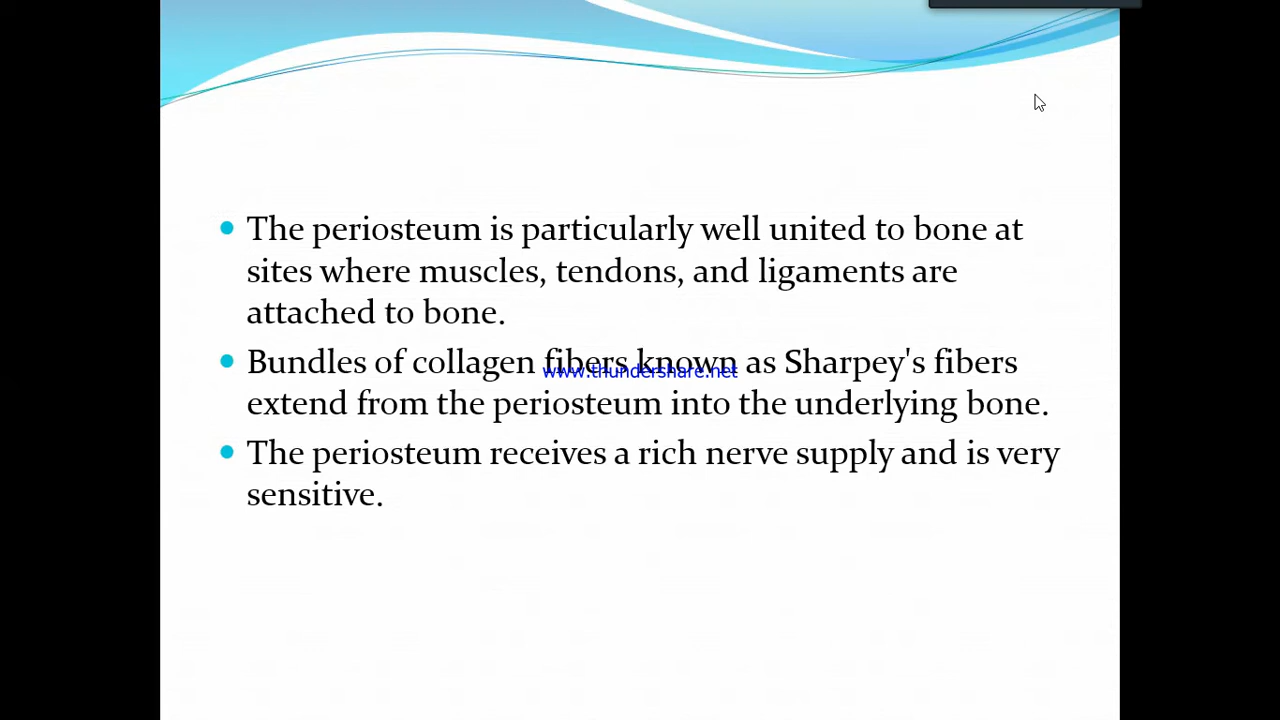 The periosteum is particularly well united to bone at
sites where muscles, tendons, and ligaments are
attached to bone.
Bundles of collagen fibers known as Sharpey's fibers
www.thundershare.net
extend from the periosteum into the underlying bone.
The periosteum receives a rich nerve supply and is very
sensitive.